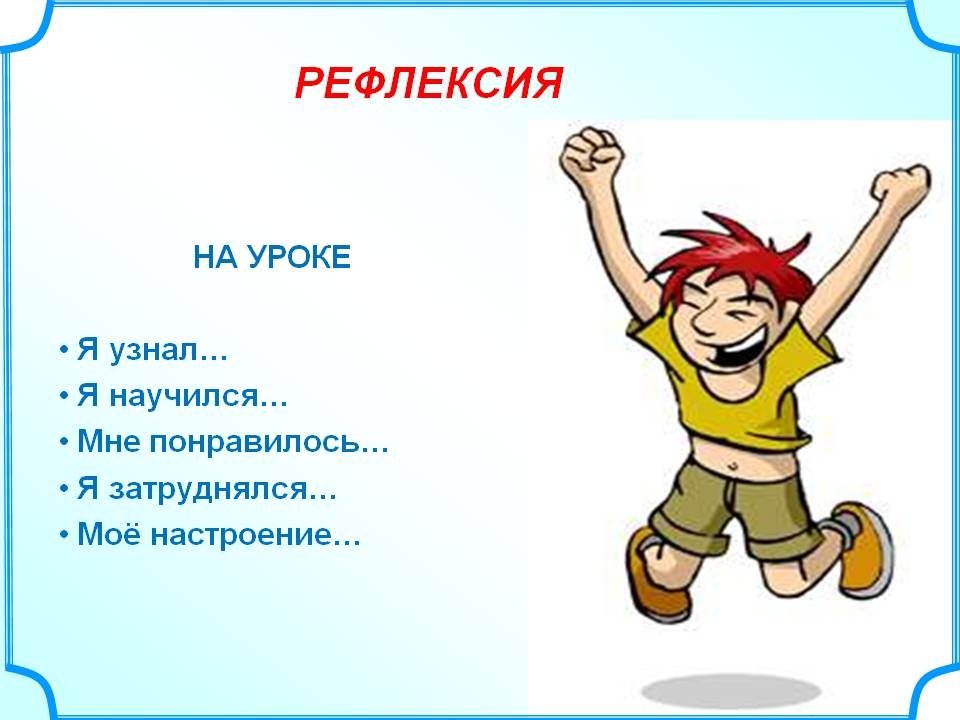 РЕФЛЕКСИЯ
НА УРОКЕ
• Я узнал…
• Я научился…
• Мне понравилось…
• Я затруднялся…
• Моё настроение…